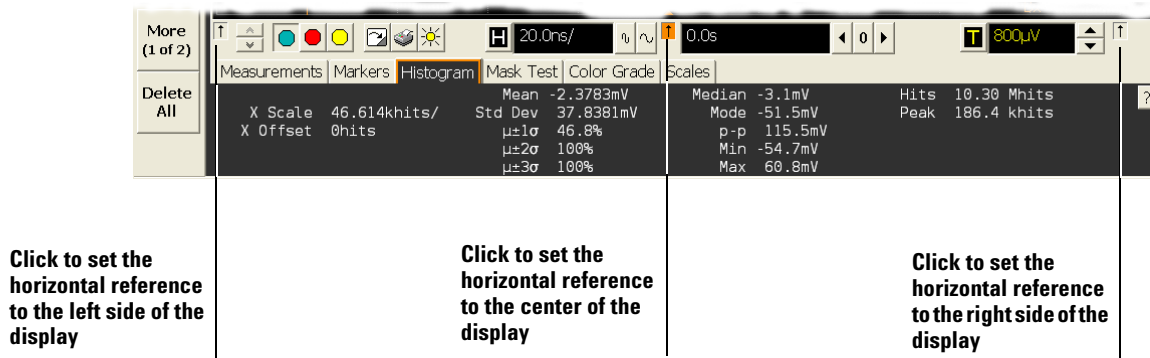 More
(1 of 2)
H 20.0ns/ 0.0s 0 T 800µV
Measurements Markers Histogram Mask Test Color Grade Scales
Delete
All
Mean -2.3783mV Median -3.1mV Hits 10.30 Mhits ?
X Scale 46.614khits/ Std Dev 37.8381mV Mode -51.5mV Peak 186.4 khits
X Offset 0hits µ±1σ 46.8% p-p 115.5mV
µ±2σ 100% Min -54.7mV
µ±3σ 100% Max 60.8mV
Click to set the
horizontal reference
to the left side of the
display
Click to set the
horizontal reference
to the center of the
display
Click to set the
horizontal reference
to the right side of the
display